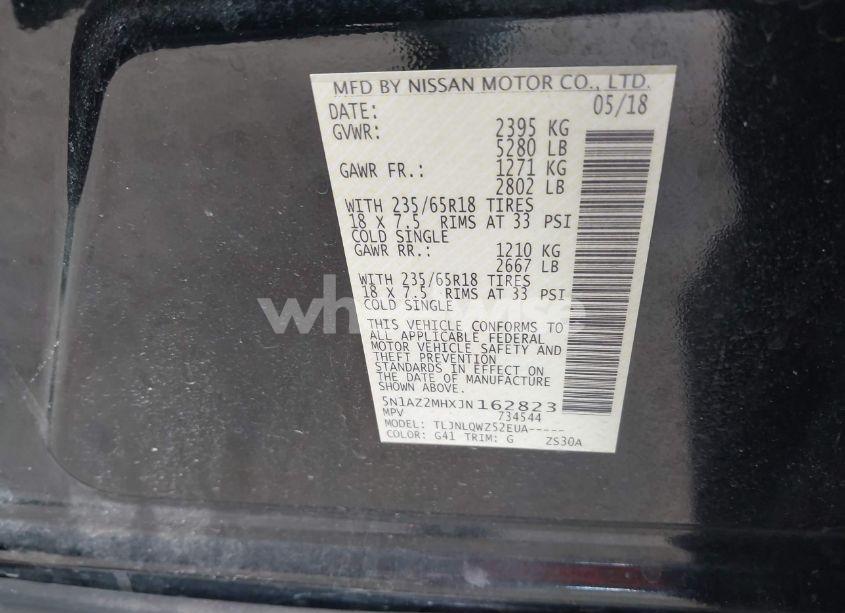 MFD BY NISSAN MOTOR CO., LTD.
DATE: 05/18
GVWR: 2395 KG
5280 LB
GAWR FR.: 1271 KG
2802 LB
WITH 235/65R18 TIRES
18 X 7.5 RIMS AT 33 PSI
COLD SINGLE
GAWR RR.: 1210 KG
2667 LB
WITH 235/65R18 TIRES
18 X 7.5 RIMS AT 33 PSI
COLD SINGLE
THIS VEHICLE CONFORMS TO
ALL APPLICABLE FEDERAL
MOTOR VEHICLE SAFETY AND
THEFT PREVENTION
STANDARDS IN EFFECT ON
THE DATE OF MANUFACTURE
SHOWN ABOVE.
5N1AZ2MHXJN162823
MPV 734544
MODEL: TLJNLQWZ52EUA-----
COLOR: G41 TRIM: G ZS30A